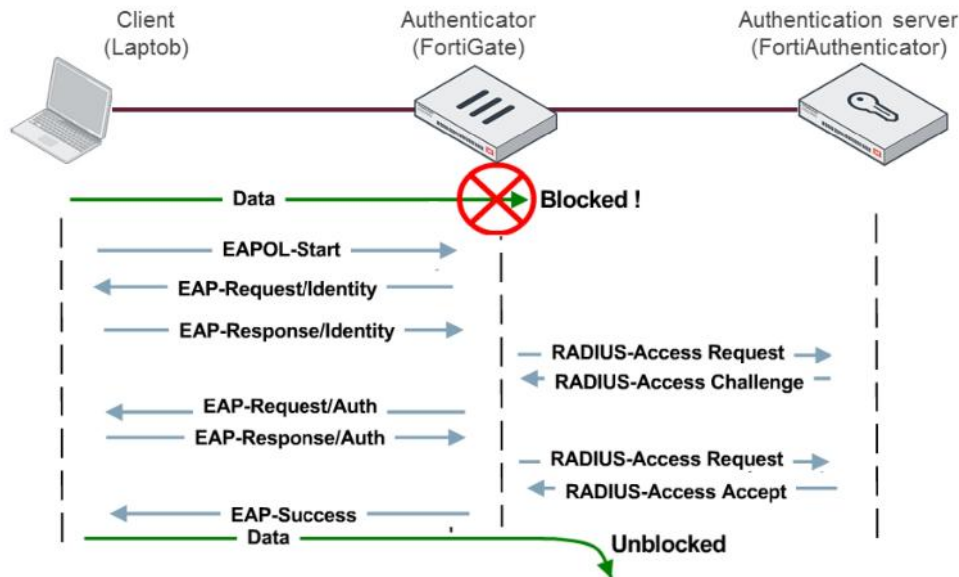 Client
(Laptob)
Authenticator
(FortiGate)
Authentication server
(FortiAuthenticator)
Data
Blocked !
EAPOL-Start
EAP-Request/Identity
EAP-Response/Identity
RADIUS-Access Request
RADIUS-Access Challenge
EAP-Request/Auth
EAP-Response/Auth
RADIUS-Access Request
RADIUS-Access Accept
EAP-Success
Data
Unblocked